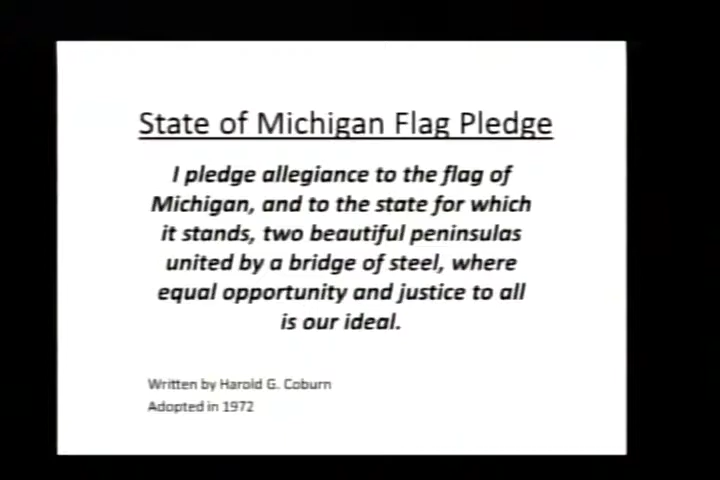 State of Michigan Flag Pledge
I pledge allegiance to the flag of
Michigan, and to the state for which
it stands, two beautiful peninsulas
united by a bridge of steel, where
equal opportunity and justice to all
is our ideal.
Written by Harold G. Coburn
Adopted in 1972